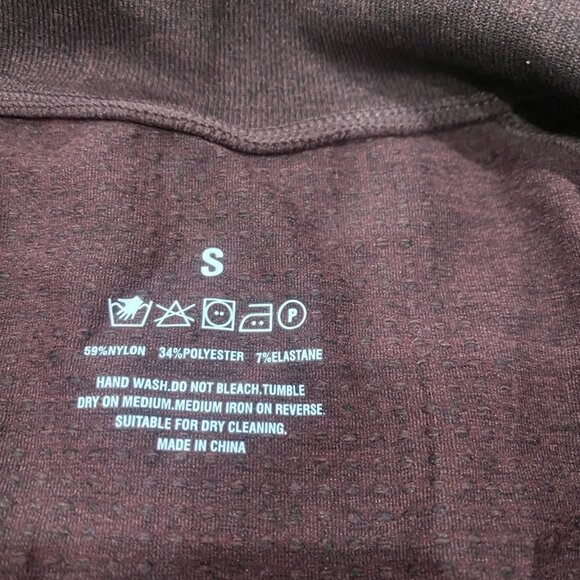 S
P
59%NYLON 34%POLYESTER 7%ELASTANE
HAND WASH.DO NOT BLEACH.TUMBLE
DRY ON MEDIUM.MEDIUM IRON ON REVERSE.
SUITABLE FOR DRY CLEANING.
MADE IN CHINA